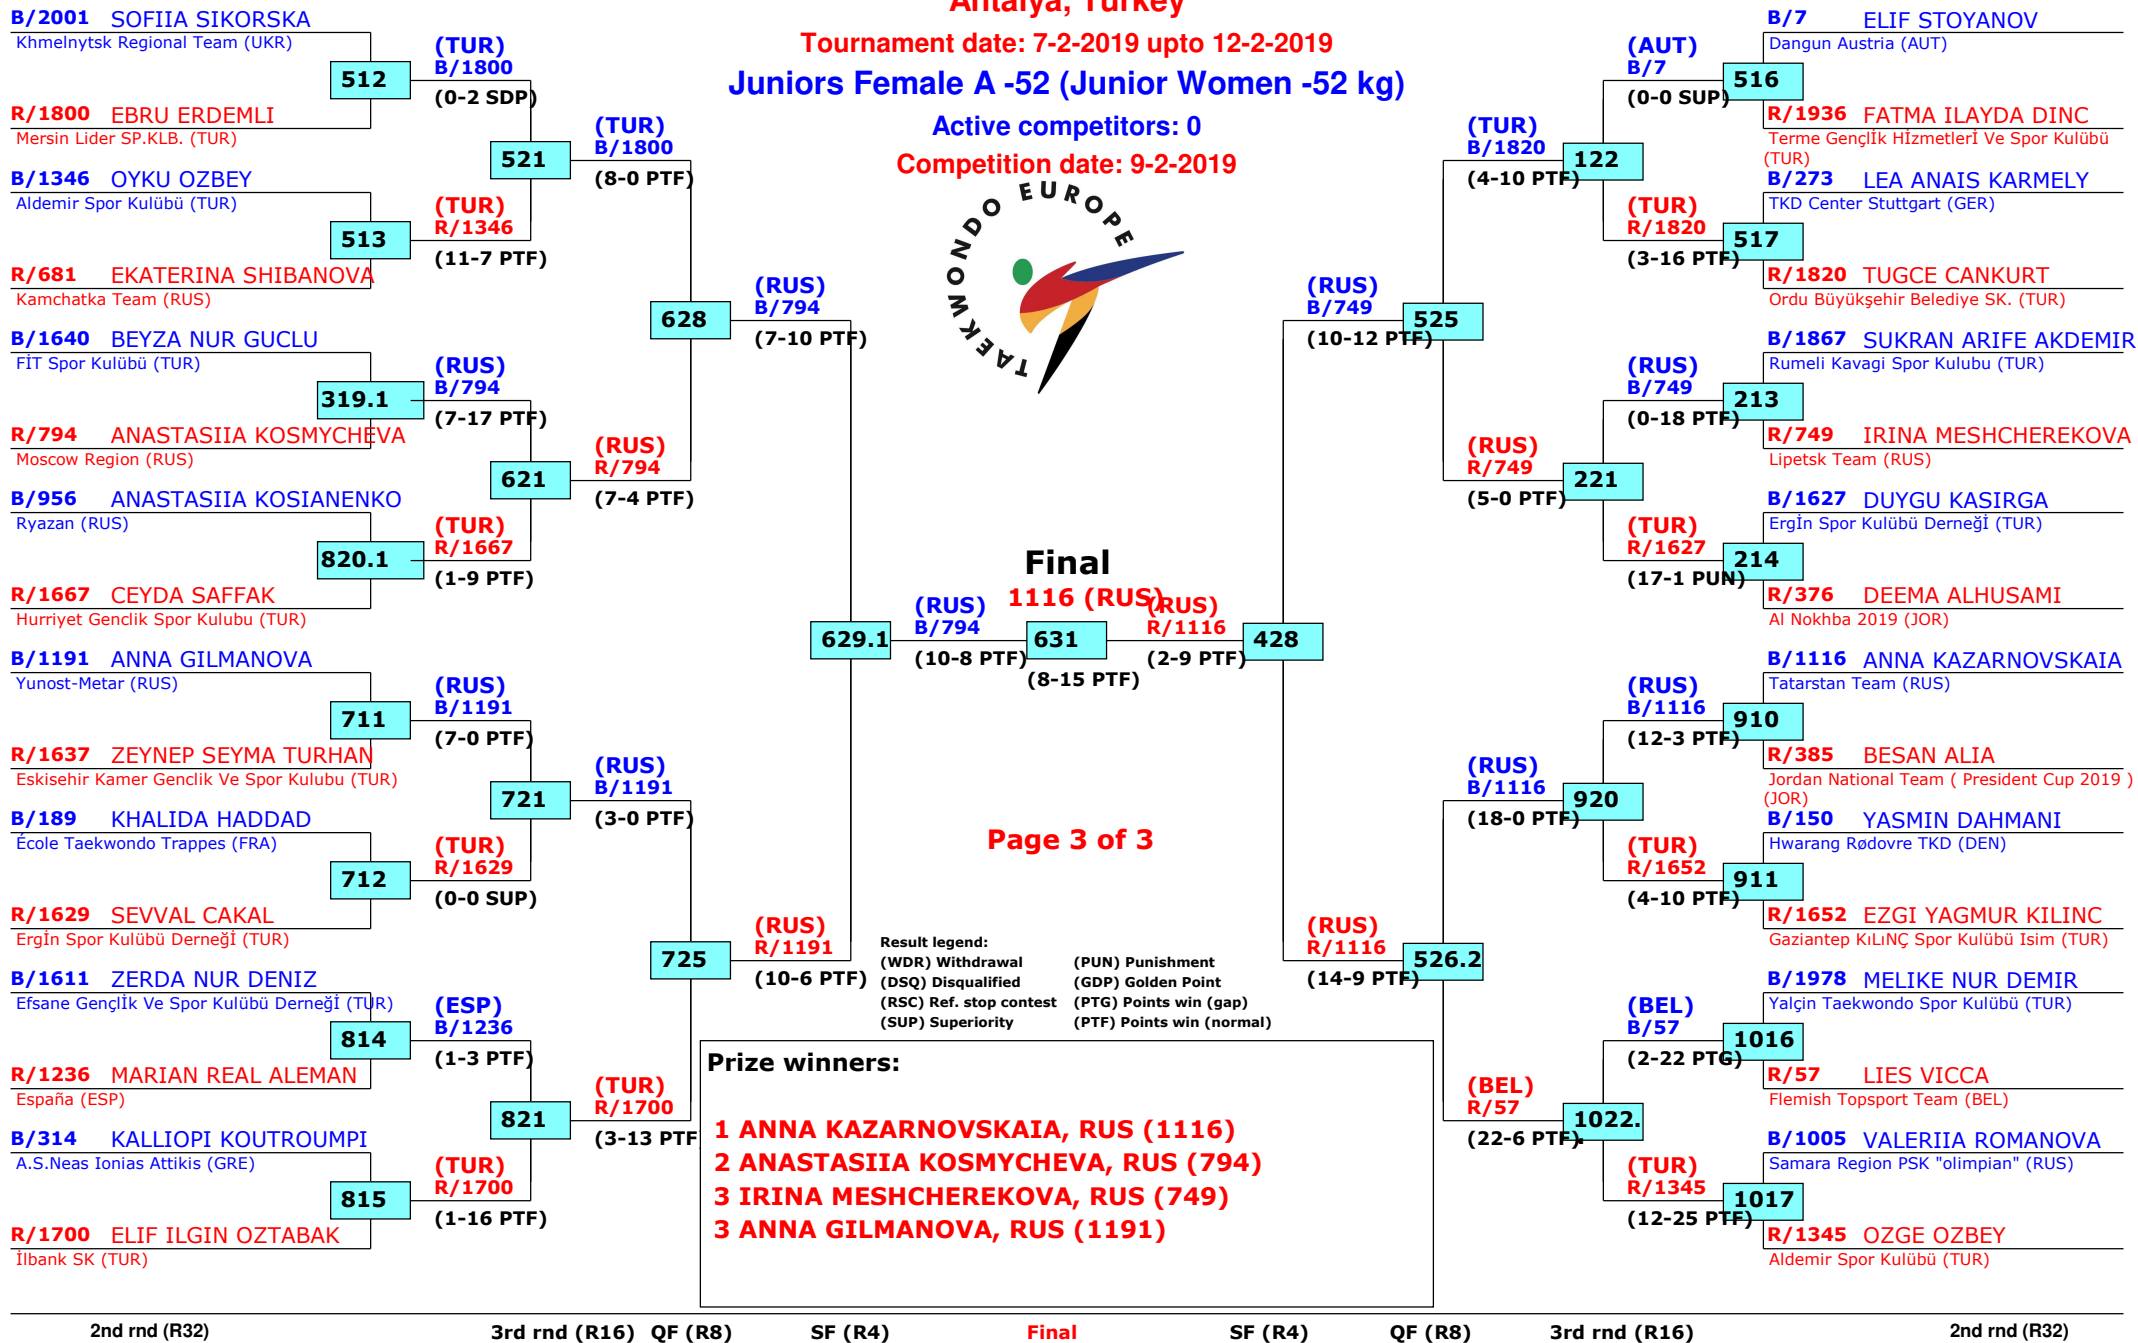 Antalya, Turkey
Tournament date: 7-2-2019 upto 12-2-2019
Juniors Female A -52 (Junior Women -52 kg)
Active competitors: 0
Competition date: 9-2-2019
TAEKWONDO EUROPE
B/2001 SOFIIA SIKORSKA
Khmelnytsk Regional Team (UKR)
512
R/1800 EBRU ERDEMLI
Mersin Lider SP.KLB. (TUR)
B/1346 OYKU OZBEY
Aldemir Spor Kulübü (TUR)
513
R/681 EKATERINA SHIBANOVA
Kamchatka Team (RUS)
B/1640 BEYZA NUR GUCLU
FİT Spor Kulübü (TUR)
319.1
R/794 ANASTASIIA KOSMYCHEVA
Moscow Region (RUS)
B/956 ANASTASIIA KOSIANENKO
Ryazan (RUS)
820.1
R/1667 CEYDA SAFFAK
Hurriyet Genclik Spor Kulubu (TUR)
B/1191 ANNA GILMANOVA
Yunost-Metar (RUS)
711
R/1637 ZEYNEP SEYMA TURHAN
Eskisehir Kamer Genclik Ve Spor Kulubu (TUR)
B/189 KHALIDA HADDAD
École Taekwondo Trappes (FRA)
712
R/1629 SEVVAL CAKAL
Ergİn Spor Kulübü Derneğİ (TUR)
B/1611 ZERDA NUR DENIZ
Efsane Gençlİk Ve Spor Kulübü Derneğİ (TUR)
814
R/1236 MARIAN REAL ALEMAN
España (ESP)
B/314 KALLIOPI KOUTROUMPI
A.S.Neas Ionias Attikis (GRE)
815
R/1700 ELIF ILGIN OZTABAK
İlbank SK (TUR)
(TUR)
B/1800
(0-2 SDP)
521
(TUR)
R/1346
(11-7 PTF)
(RUS)
B/794
(7-17 PTF)
621
(TUR)
R/1667
(1-9 PTF)
(RUS)
B/1191
(7-0 PTF)
721
(TUR)
R/1629
(0-0 SUP)
(ESP)
B/1236
(1-3 PTF)
821
(TUR)
R/1700
(1-16 PTF)
(TUR)
B/1800
(8-0 PTF)
628
(RUS)
R/794
(7-4 PTF)
(RUS)
B/1191
(3-0 PTF)
725
(TUR)
R/1700
(3-13 PTF
(RUS)
B/794
(7-10 PTF)
629.1
(RUS)
R/1191
(10-6 PTF)
(RUS)
B/794
(10-8 PTF)
Final
1116 (RUS)
631
(8-15 PTF)
(RUS)
R/1116
(2-9 PTF)
428
(RUS)
B/749
(10-12 PTF)
525
(RUS)
R/1116
(14-9 PTF)
526.2
(TUR)
B/1820
(4-10 PTF)
122
(RUS)
R/749
(5-0 PTF)
221
(RUS)
B/1116
(18-0 PTF)
920
(BEL)
R/57
(22-6 PTF)
1022.
(AUT)
B/7
(0-0 SUP)
516
(TUR)
R/1820
(3-16 PTF)
517
(RUS)
B/749
(0-18 PTF)
213
(TUR)
R/1627
(17-1 PUN)
214
(RUS)
B/1116
(12-3 PTF)
910
(TUR)
R/1652
(4-10 PTF)
911
(BEL)
B/57
(2-22 PTG)
1016
(TUR)
R/1345
(12-25 PTF)
1017
B/7 ELIF STOYANOV
Dangun Austria (AUT)
R/1936 FATMA ILAYDA DINC
Terme Gençlİk Hİzmetlerİ Ve Spor Kulübü
(TUR)
B/273 LEA ANAIS KARMELY
TKD Center Stuttgart (GER)
R/1820 TUGCE CANKURT
Ordu Büyükşehir Belediye SK. (TUR)
B/1867 SUKRAN ARIFE AKDEMIR
Rumeli Kavagi Spor Kulubu (TUR)
R/749 IRINA MESHCHEREKOVA
Lipetsk Team (RUS)
B/1627 DUYGU KASIRGA
Ergİn Spor Kulübü Derneğİ (TUR)
R/376 DEEMA ALHUSAMI
Al Nokhba 2019 (JOR)
B/1116 ANNA KAZARNOVSKAIA
Tatarstan Team (RUS)
R/385 BESAN ALIA
Jordan National Team ( President Cup 2019 )
(JOR)
B/150 YASMIN DAHMANI
Hwarang Rødovre TKD (DEN)
R/1652 EZGI YAGMUR KILINC
Gaziantep KıLıNÇ Spor Kulübü Isim (TUR)
B/1978 MELIKE NUR DEMIR
Yalçin Taekwondo Spor Kulübü (TUR)
R/57 LIES VICCA
Flemish Topsport Team (BEL)
B/1005 VALERIIA ROMANOVA
Samara Region PSK "olimpian" (RUS)
R/1345 OZGE OZBEY
Aldemir Spor Kulübü (TUR)
Page 3 of 3
Result legend:
(WDR) Withdrawal (PUN) Punishment
(DSQ) Disqualified (GDP) Golden Point
(RSC) Ref. stop contest (PTG) Points win (gap)
(SUP) Superiority (PTF) Points win (normal)
Prize winners:
1 ANNA KAZARNOVSKAIA, RUS (1116)
2 ANASTASIIA KOSMYCHEVA, RUS (794)
3 IRINA MESHCHEREKOVA, RUS (749)
3 ANNA GILMANOVA, RUS (1191)
2nd rnd (R32) 3rd rnd (R16) QF (R8) SF (R4) Final SF (R4) QF (R8) 3rd rnd (R16) 2nd rnd (R32)